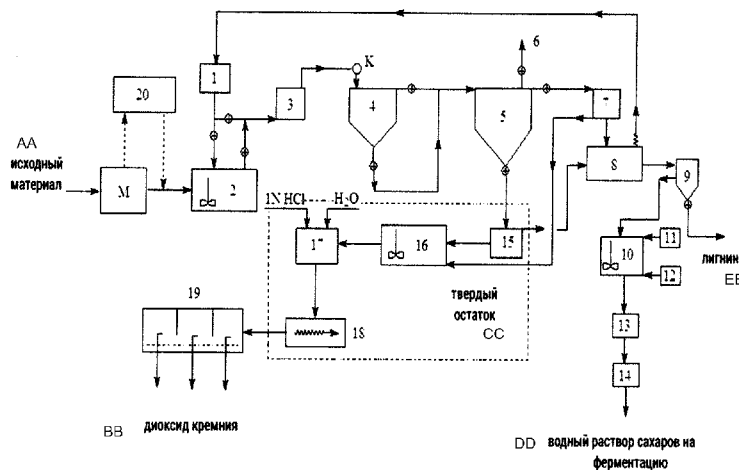 6
1
K
20
3
4
5
7
AA
исходный
материал
M
2
8
9
1N HCl
H₂O
17
16
15
10
11
12
лигнин
EE
твердый
остаток
CC
19
18
13
14
BB
диоксид кремния
DD
водный раствор сахаров на
ферментацию